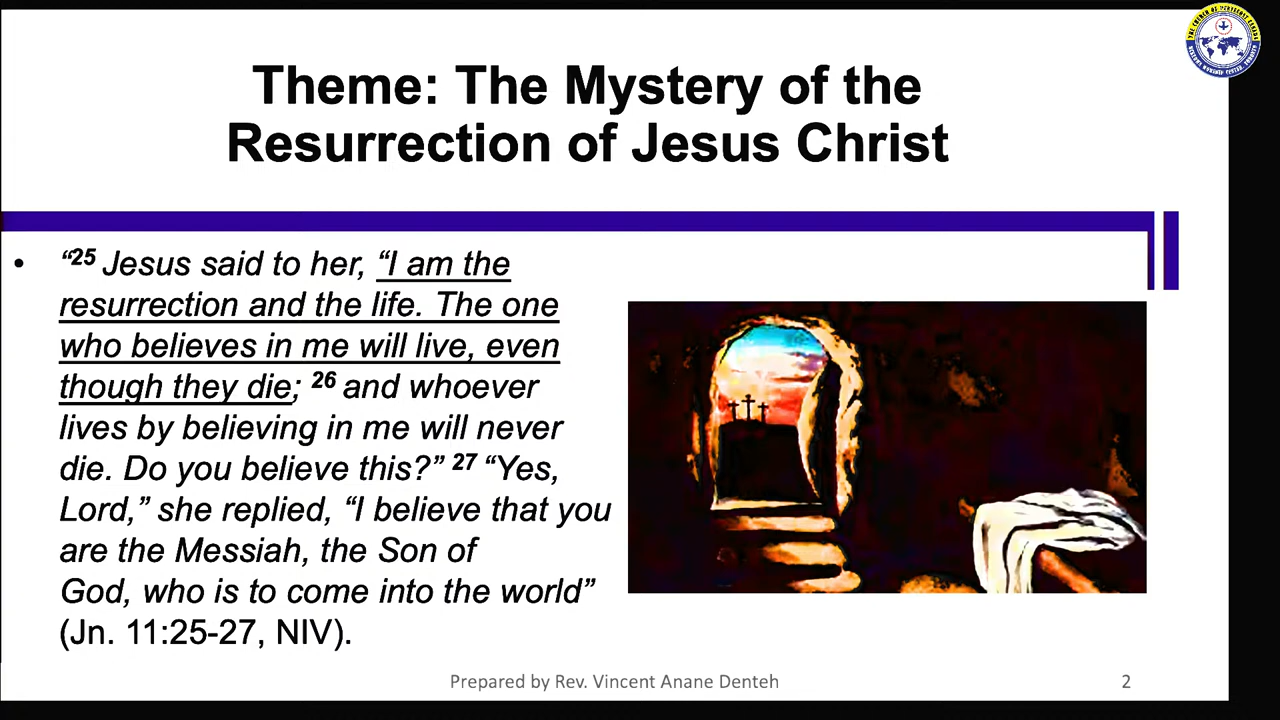 Theme: The Mystery of the
Resurrection of Jesus Christ
• “25 Jesus said to her, “I am the
resurrection and the life. The one
who believes in me will live, even
though they die; 26 and whoever
lives by believing in me will never
die. Do you believe this?” 27 “Yes,
Lord,” she replied, “I believe that you
are the Messiah, the Son of
God, who is to come into the world”
(Jn. 11:25-27, NIV).
Prepared by Rev. Vincent Anane Denteh
2